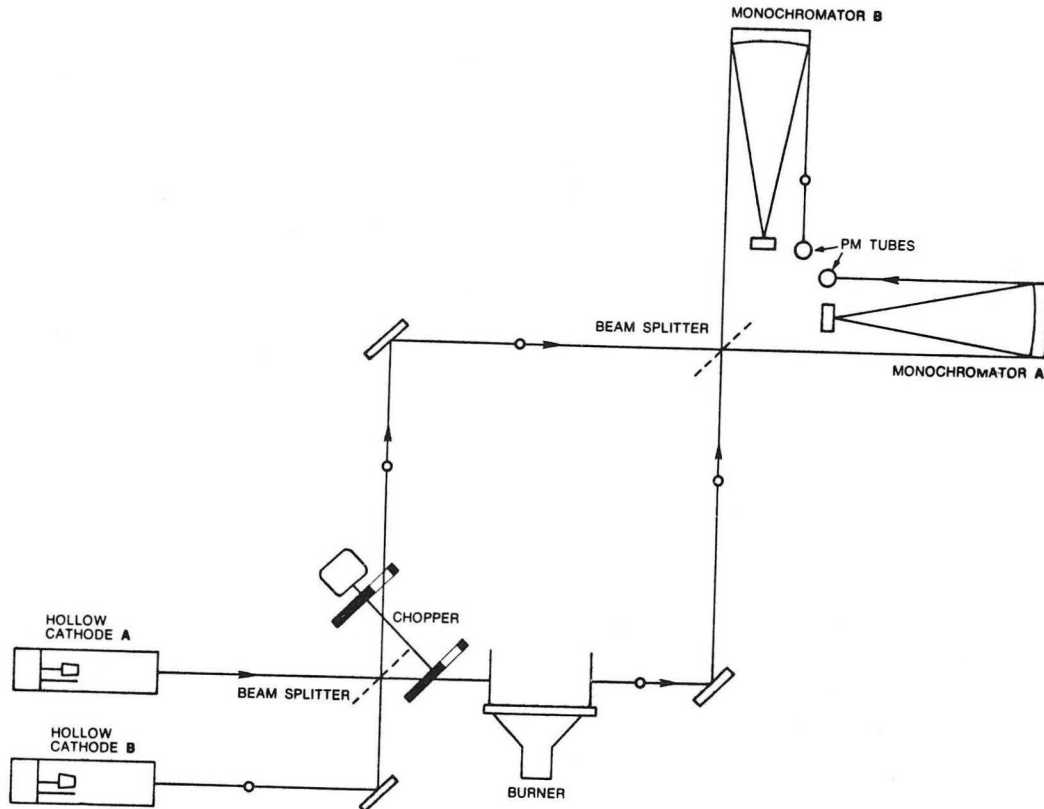 MONOCHROMATOR B
PM TUBES
BEAM SPLITTER
MONOCHROMATOR A
CHOPPER
HOLLOW
CATHODE A
BEAM SPLITTER
HOLLOW
CATHODE B
BURNER